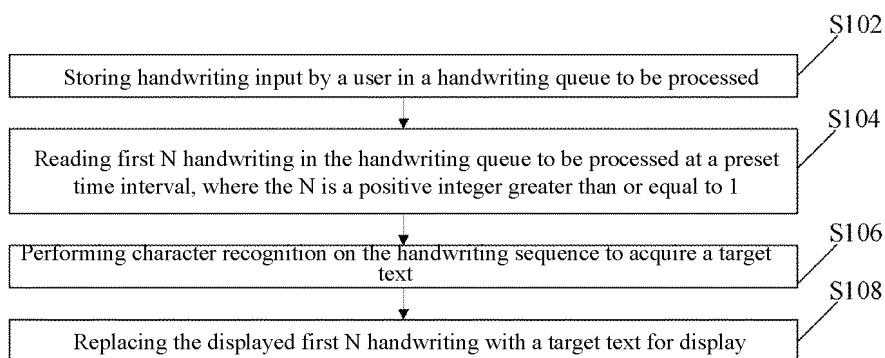 S102
Storing handwriting input by a user in a handwriting queue to be processed
S104
Reading first N handwriting in the handwriting queue to be processed at a preset
time interval, where the N is a positive integer greater than or equal to 1
S106
Performing character recognition on the handwriting sequence to acquire a target
text
S108
Replacing the displayed first N handwriting with a target text for display